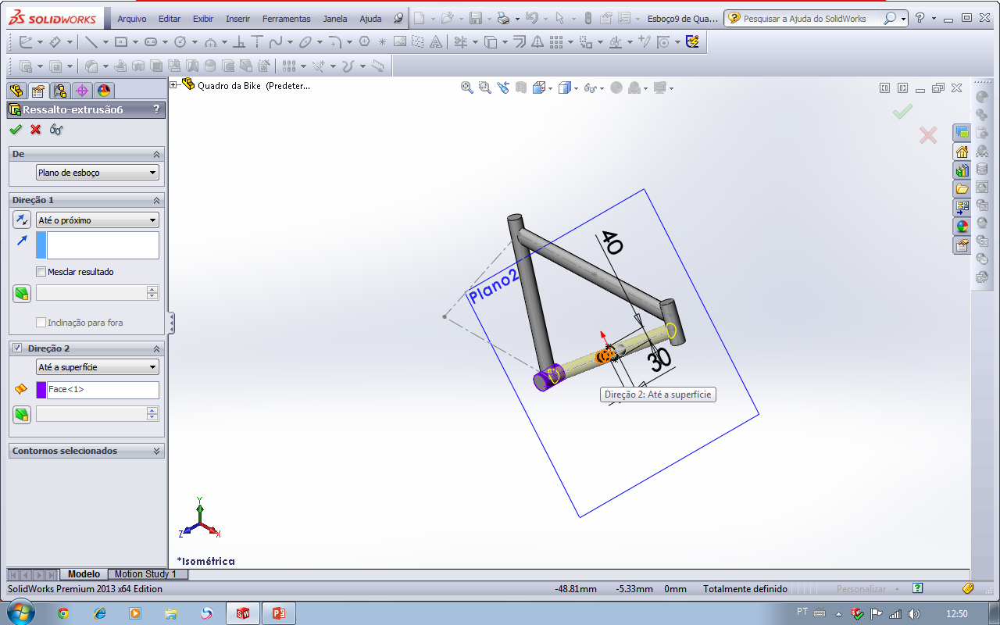 SOLIDWORKS Arquivo Editar Exibir Inserir Ferramentas Janela Ajuda Esboço9 de Qua... Pesquisar a Ajuda do SolidWorks ?
Quadro da Bike (Predeter...
Ressalto-extrusão6 ?
De
Plano de esboço
Direção 1
Até o próximo
Mesclar resultado
Inclinação para fora
Direção 2
Até a superfície
Face<1>
Contornos selecionados
40
Plano2
30
Direção 2: Até a superfície
Y
Z
X
*Isométrica
Modelo Motion Study 1
SolidWorks Premium 2013 x64 Edition -48.81mm -5.33mm 0mm Totalmente definido Personalizar ?
PT 12:50